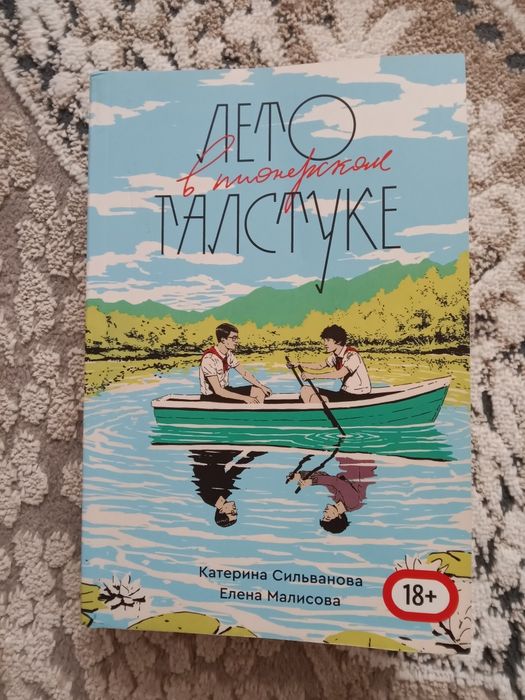 ЛЕТО
в пионерском
ГАЛСТУКЕ
Катерина Сильванова
Елена Малисова
18+